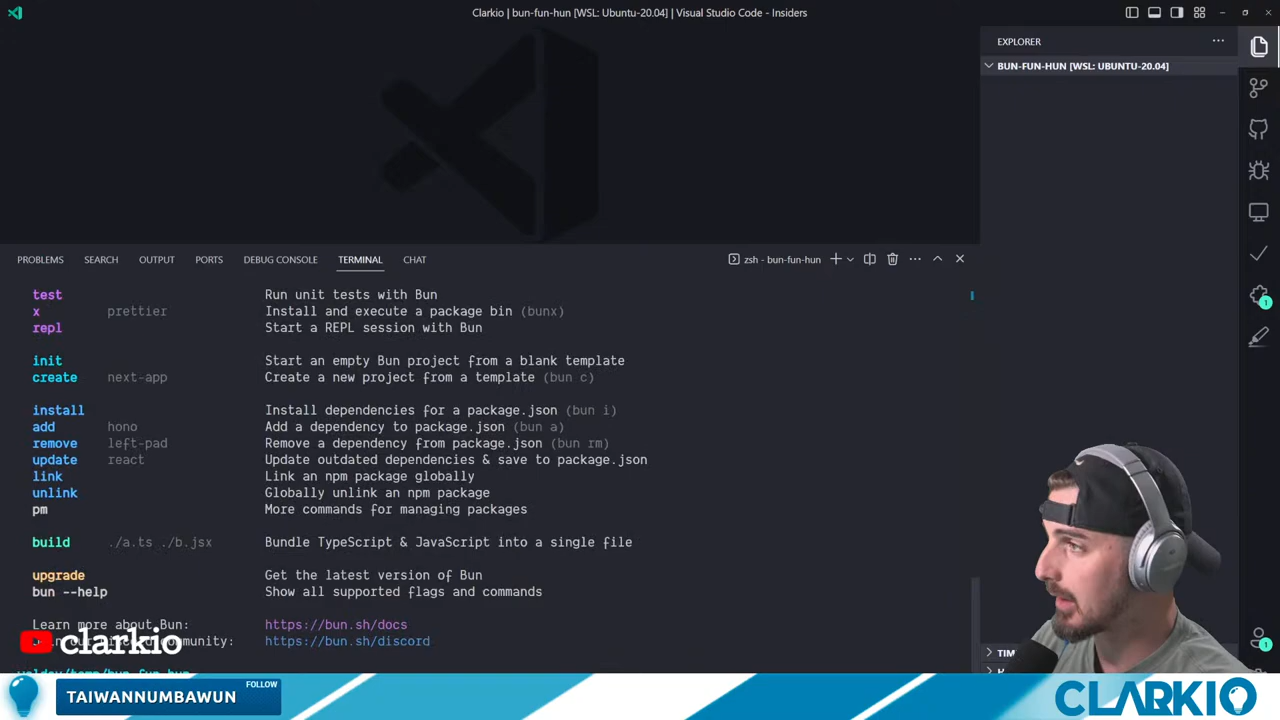 Clarkio | bun-fun-hun [WSL: Ubuntu-20.04] | Visual Studio Code - Insiders
EXPLORER
BUN-FUN-HUN [WSL: UBUNTU-20.04]
PROBLEMS SEARCH OUTPUT PORTS DEBUG CONSOLE TERMINAL CHAT zsh - bun-fun-hun
test Run unit tests with Bun
x prettier Install and execute a package bin (bunx)
repl Start a REPL session with Bun
init Start an empty Bun project from a blank template
create next-app Create a new project from a template (bun c)
install Install dependencies for a package.json (bun i)
add hono Add a dependency to package.json (bun a)
remove left-pad Remove a dependency from package.json (bun rm)
update react Update outdated dependencies & save to package.json
link Link an npm package globally
unlink Globally unlink an npm package
pm More commands for managing packages
build ./a.ts ./b.jsx Bundle TypeScript & JavaScript into a single file
upgrade Get the latest version of Bun
bun --help Show all supported flags and commands
Learn more about Bun: https://bun.sh/docs
community: https://bun.sh/discord
clarkio
TIM
1
1
TAIWANNUMBAWUN
FOLLOW
CLARKIO